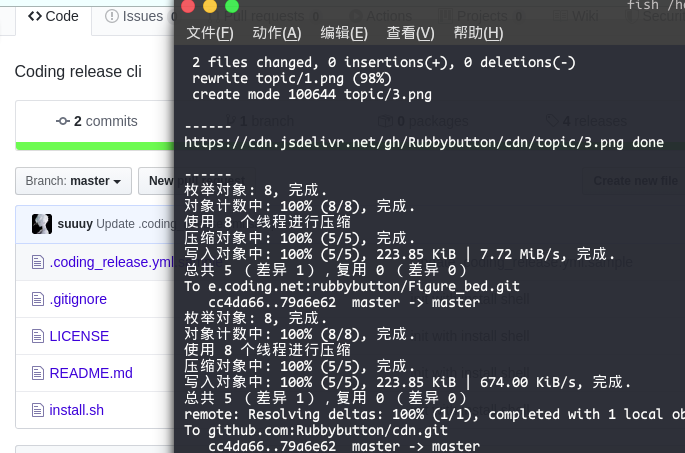 Code
Issues 0
Pull requests 0
Actions
Projects 0
Wiki
Security
Coding release cli
2 commits
1 branch
0 packages
4 releases
Branch: master
New pull request
Create new file
suuuy Update .coding
.coding_release.yml
.gitignore
LICENSE
README.md
install.sh
fish /ho
文件(F) 动作(A) 编辑(E) 查看(V) 帮助(H)
2 files changed, 0 insertions(+), 0 deletions(-)
rewrite topic/1.png (98%)
create mode 100644 topic/3.png
------
https://cdn.jsdelivr.net/gh/Rubbybutton/cdn/topic/3.png done
------
枚举对象: 8, 完成.
对象计数中: 100% (8/8), 完成.
使用 8 个线程进行压缩
压缩对象中: 100% (5/5), 完成.
写入对象中: 100% (5/5), 223.85 KiB | 7.72 MiB/s, 完成.
总共 5 （差异 1）,复用 0 （差异 0）
To e.coding.net:rubbybutton/Figure_bed.git
cc4da66..79a6e62 master -> master
枚举对象: 8, 完成.
对象计数中: 100% (8/8), 完成.
使用 8 个线程进行压缩
压缩对象中: 100% (5/5), 完成.
写入对象中: 100% (5/5), 223.85 KiB | 674.00 KiB/s, 完成.
总共 5 （差异 1）,复用 0 （差异 0）
remote: Resolving deltas: 100% (1/1), completed with 1 local ob
To github.com:Rubbybutton/cdn.git
cc4da66..79a6e62 master -> master